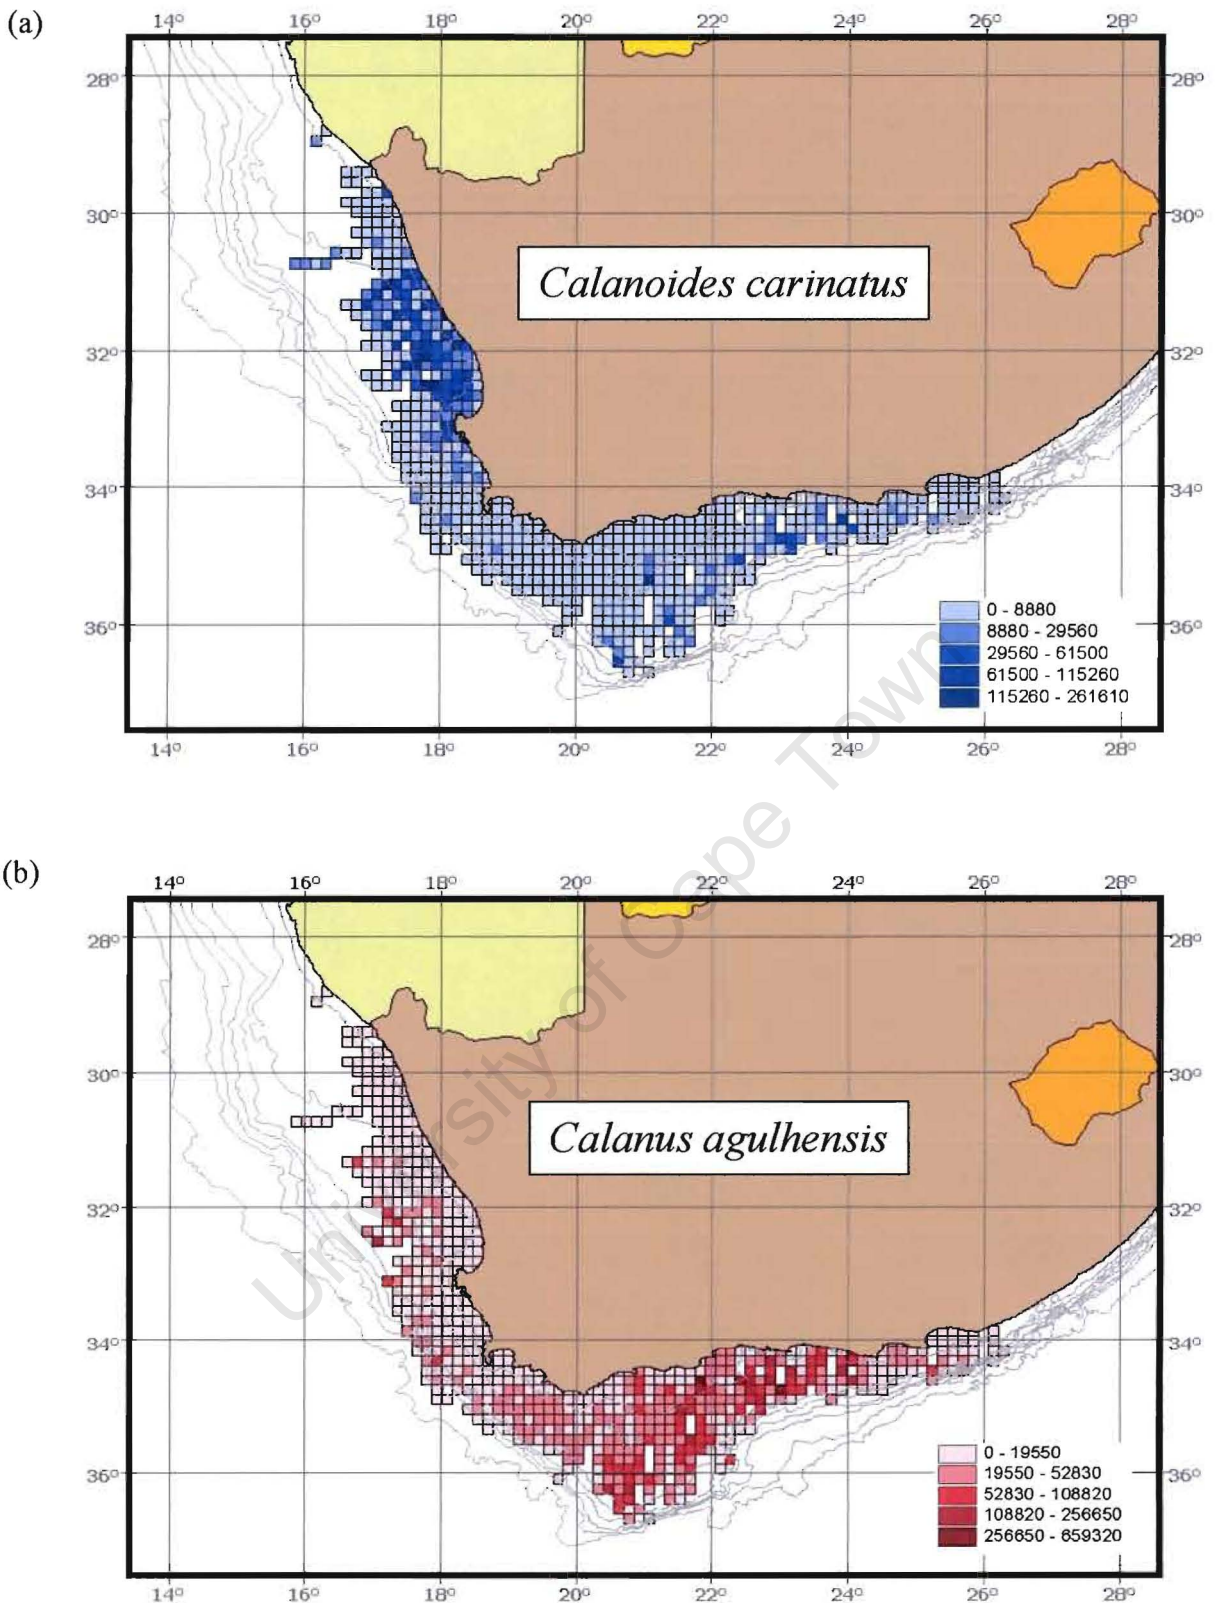 (a)
14° 16° 18° 20° 22° 24° 26° 28°
28° 28°
30° 30°
Calanoides carinatus
32° 32°
34° 34°
0 - 8880
36° 8880 - 29560 36°
29560 - 61500
61500 - 115260
115260 - 261610
14° 16° 18° 20° 22° 24° 26° 28°
University of Cape Town
(b)
14° 16° 18° 20° 22° 24° 26° 28°
28° 28°
30° 30°
Calanus agulhensis
32° 32°
34° 34°
0 - 19550
36° 19550 - 52830 36°
52830 - 108820
108820 - 256650
256650 - 659320
14° 16° 18° 20° 22° 24° 26° 28°